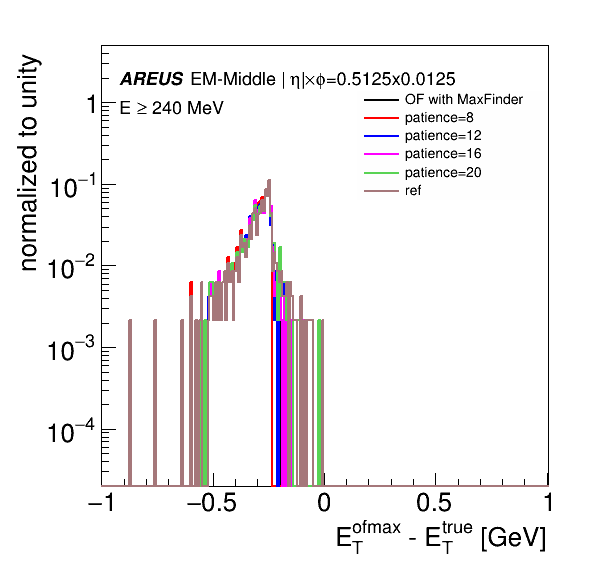 AREUS EM-Middle | η|×ϕ=0.5125x0.0125
E ≥ 240 MeV
OF with MaxFinder
patience=8
patience=12
patience=16
patience=20
ref
normalized to unity
1
10⁻¹
10⁻²
10⁻³
10⁻⁴
−1 −0.5 0 0.5 1
E_T^ofmax - E_T^true [GeV]